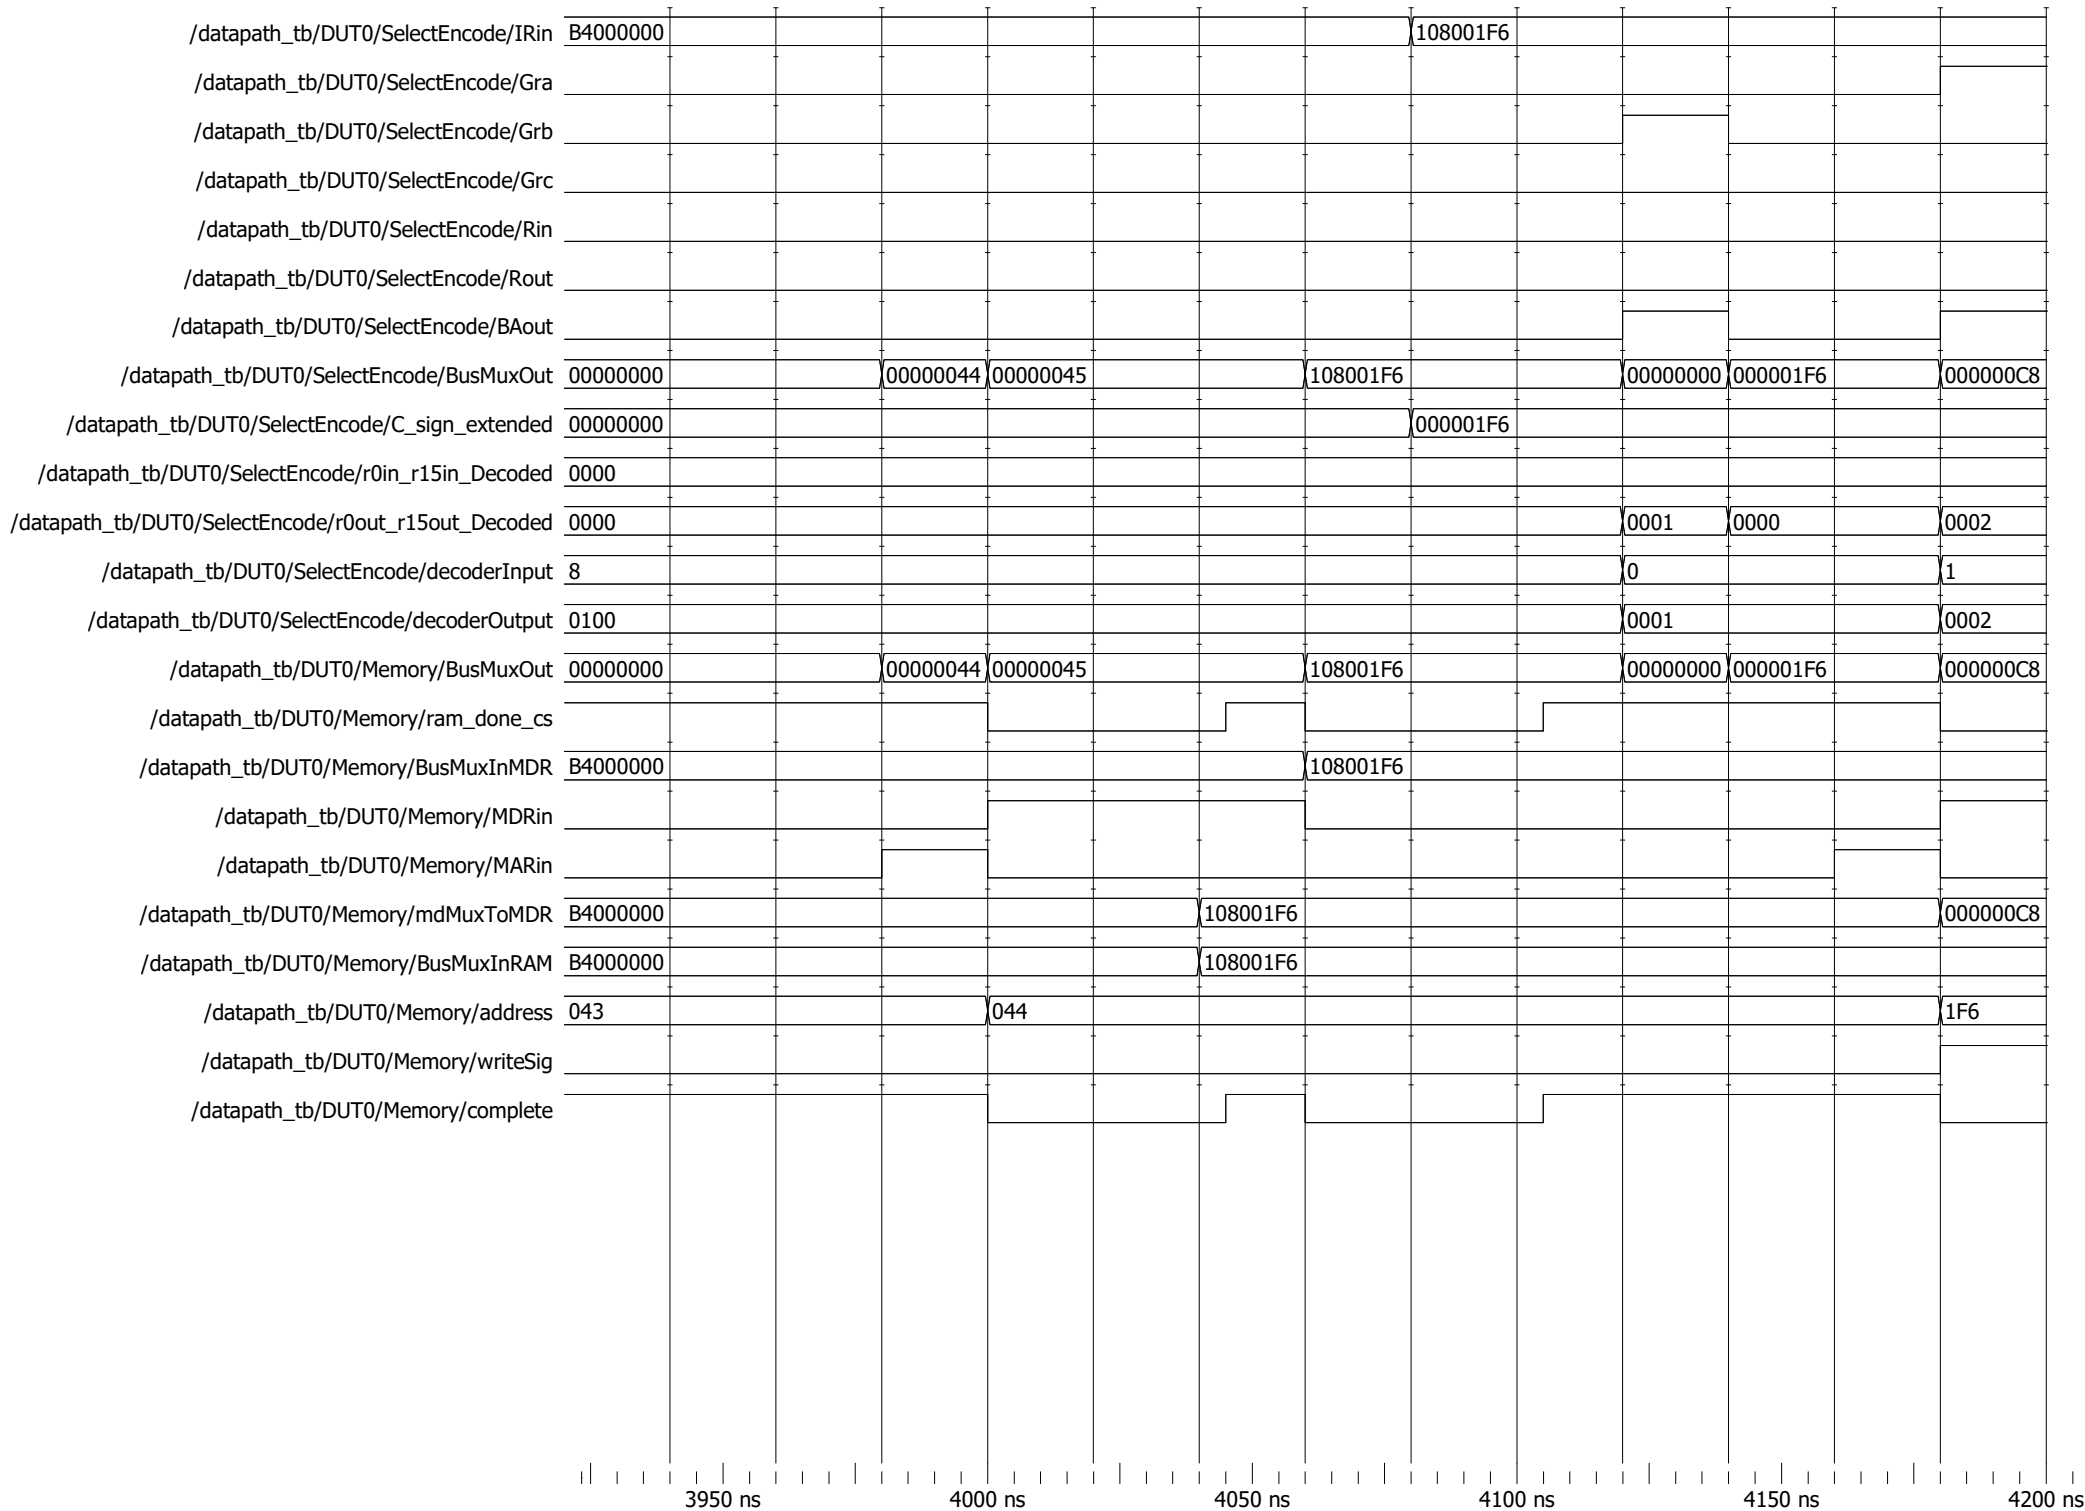 /datapath_tb/DUT0/SelectEncode/IRin B4000000 108001F6
/datapath_tb/DUT0/SelectEncode/Gra
/datapath_tb/DUT0/SelectEncode/Grb
/datapath_tb/DUT0/SelectEncode/Grc
/datapath_tb/DUT0/SelectEncode/Rin
/datapath_tb/DUT0/SelectEncode/Rout
/datapath_tb/DUT0/SelectEncode/BAout
/datapath_tb/DUT0/SelectEncode/BusMuxOut 00000000 00000044 00000045 108001F6 00000000 000001F6 000000C8
/datapath_tb/DUT0/SelectEncode/C_sign_extended 00000000 000001F6
/datapath_tb/DUT0/SelectEncode/r0in_r15in_Decoded 0000
/datapath_tb/DUT0/SelectEncode/r0out_r15out_Decoded 0000 0001 0000 0002
/datapath_tb/DUT0/SelectEncode/decoderInput 8 0 1
/datapath_tb/DUT0/SelectEncode/decoderOutput 0100 0001 0002
/datapath_tb/DUT0/Memory/BusMuxOut 00000000 00000044 00000045 108001F6 00000000 000001F6 000000C8
/datapath_tb/DUT0/Memory/ram_done_cs
/datapath_tb/DUT0/Memory/BusMuxInMDR B4000000 108001F6
/datapath_tb/DUT0/Memory/MDRin
/datapath_tb/DUT0/Memory/MARin
/datapath_tb/DUT0/Memory/mdMuxToMDR B4000000 108001F6 000000C8
/datapath_tb/DUT0/Memory/BusMuxInRAM B4000000 108001F6
/datapath_tb/DUT0/Memory/address 043 044 1F6
/datapath_tb/DUT0/Memory/writeSig
/datapath_tb/DUT0/Memory/complete
3950 ns 4000 ns 4050 ns 4100 ns 4150 ns 4200 ns